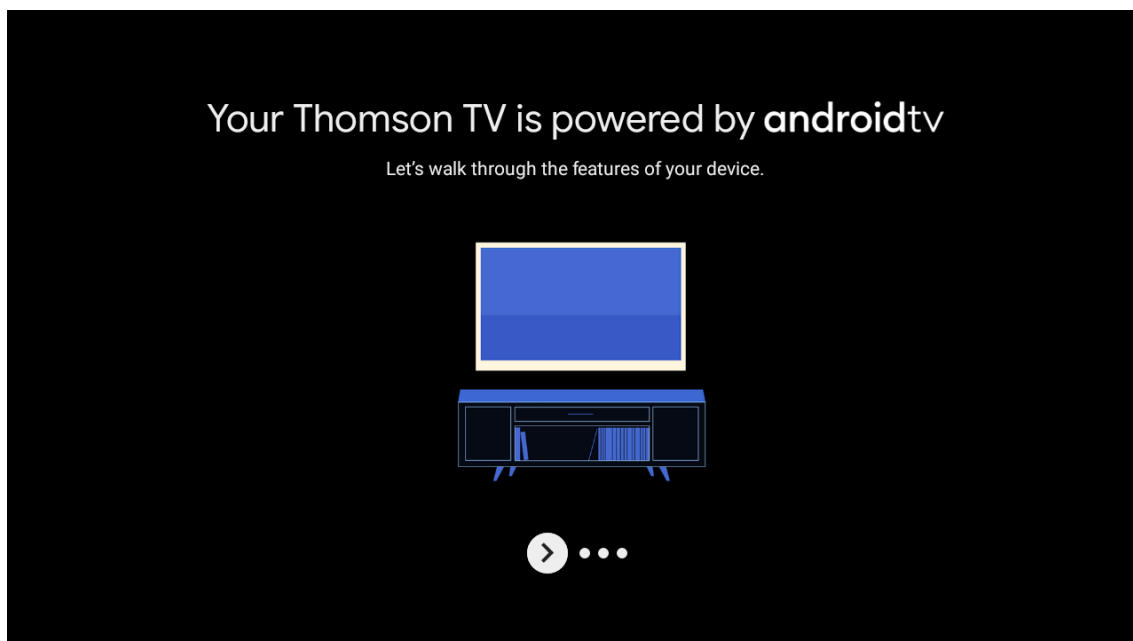 Your Thomson TV is powered by androidtv
Let’s walk through the features of your device.